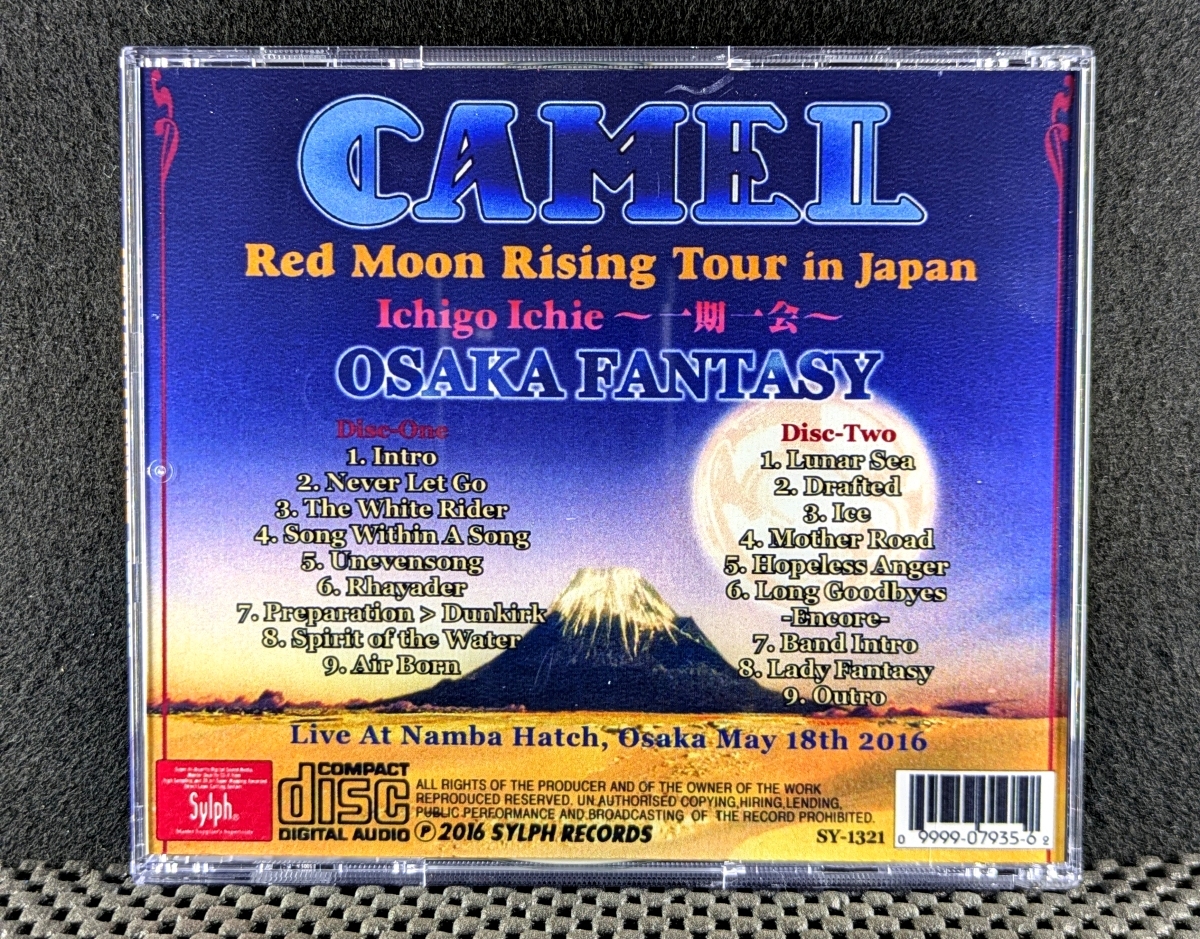 CAMEL
Red Moon Rising Tour in Japan
Ichigo Ichie ～一期一会～
OSAKA FANTASY
Disc-One
1. Intro
2. Never Let Go
3. The White Rider
4. Song Within A Song
5. Unevensong
6. Rhayader
7. Preparation > Dunkirk
8. Spirit of the Water
9. Air Born
Disc-Two
1. Lunar Sea
2. Drafted
3. Ice
4. Mother Road
5. Hopeless Anger
6. Long Goodbyes
-Encore-
7. Band Intro
8. Lady Fantasy
9. Outro
Live At Namba Hatch, Osaka May 18th 2016
Sylph®
COMPACT
disc
DIGITAL AUDIO
ALL RIGHTS OF THE PRODUCER AND OF THE OWNER OF THE WORK
REPRODUCED RESERVED. UN.AUTHORISED COPYING,HIRING,LENDING,
PUBLIC PEREORMANCE AND.BROADCASTING OF THE RECORD PROHIBITED.
℗ 2016 SYLPH RECORDS
SY-1321
0 9999-07935-6 2